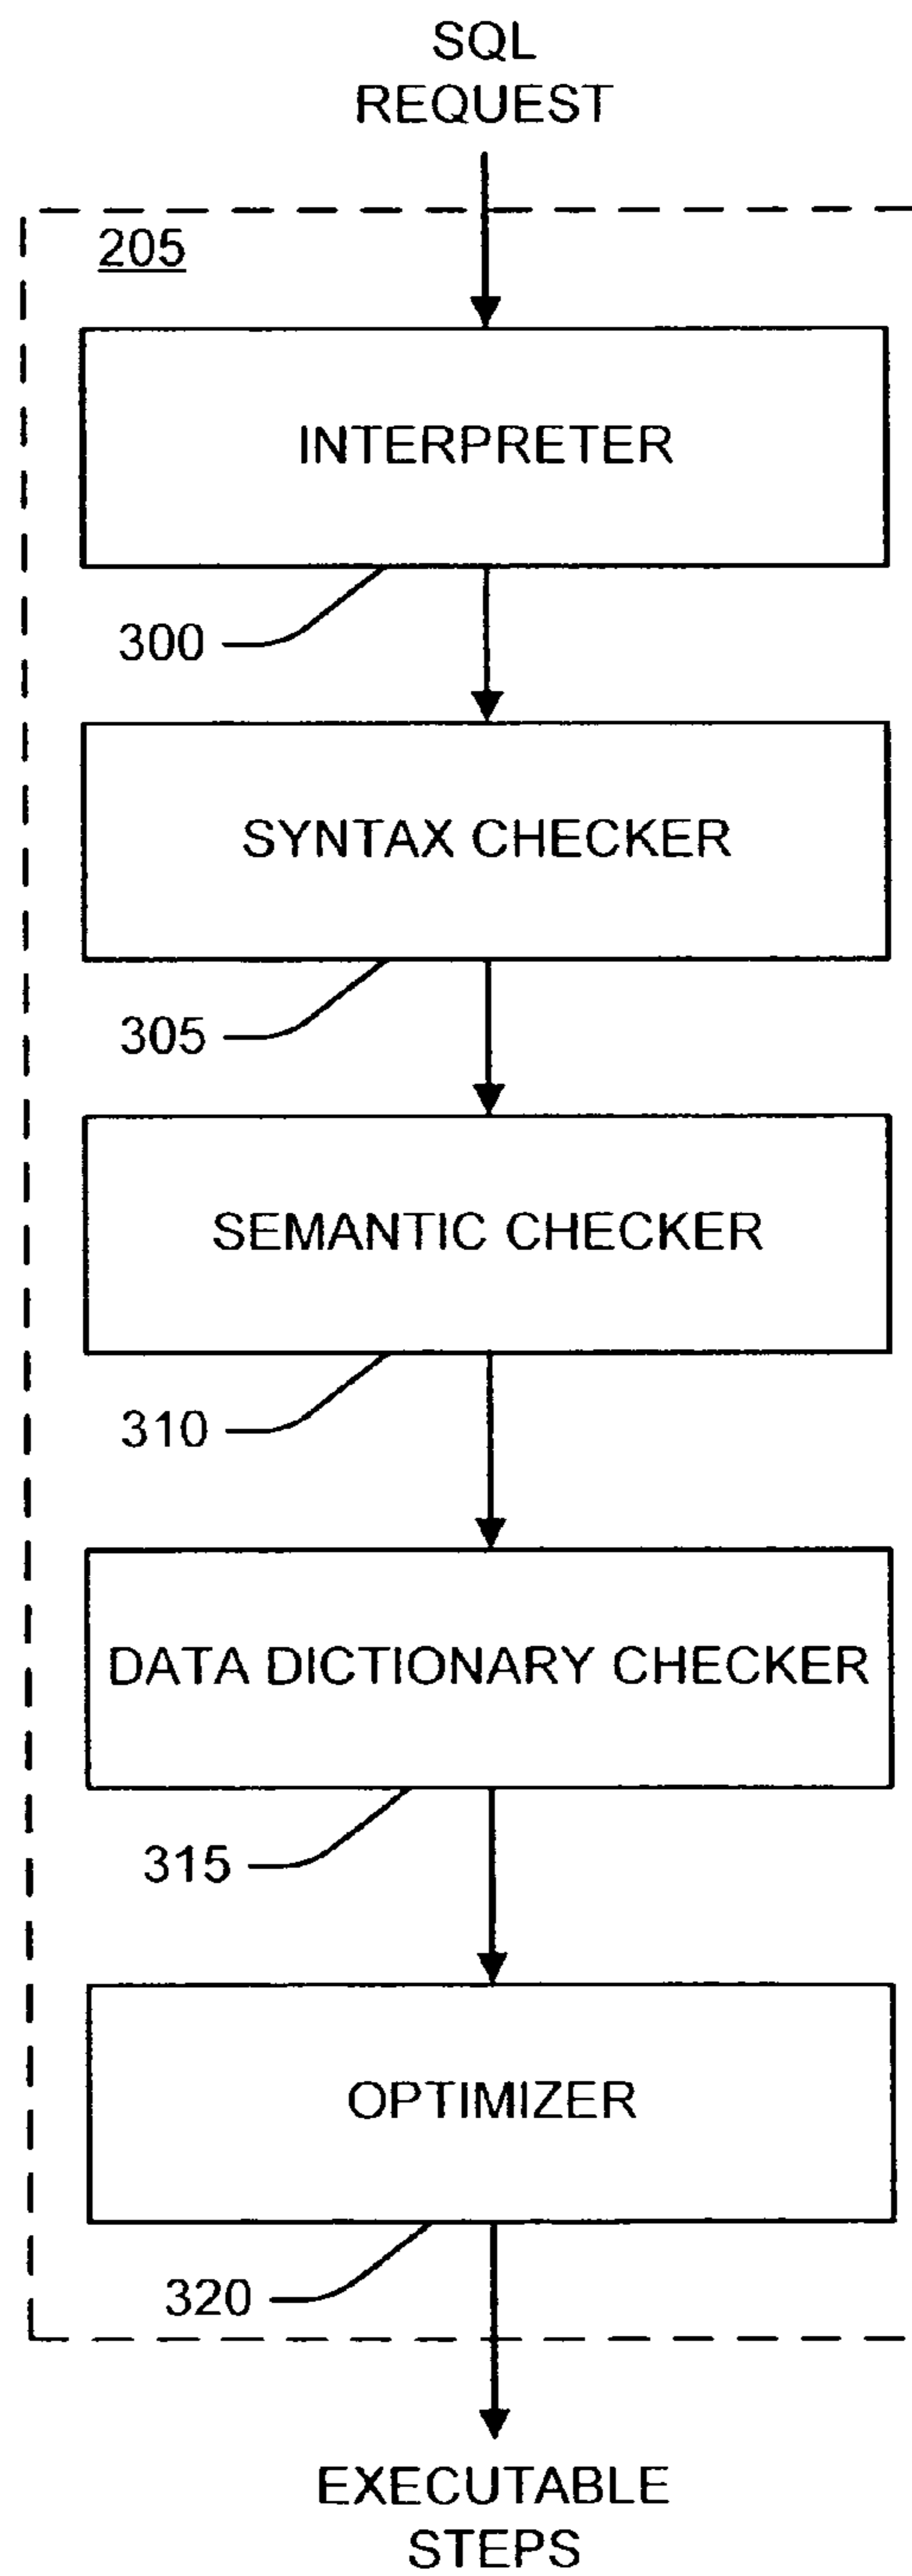 SQL
REQUEST
205
INTERPRETER
300
SYNTAX CHECKER
305
SEMANTIC CHECKER
310
DATA DICTIONARY CHECKER
315
OPTIMIZER
320
EXECUTABLE
STEPS